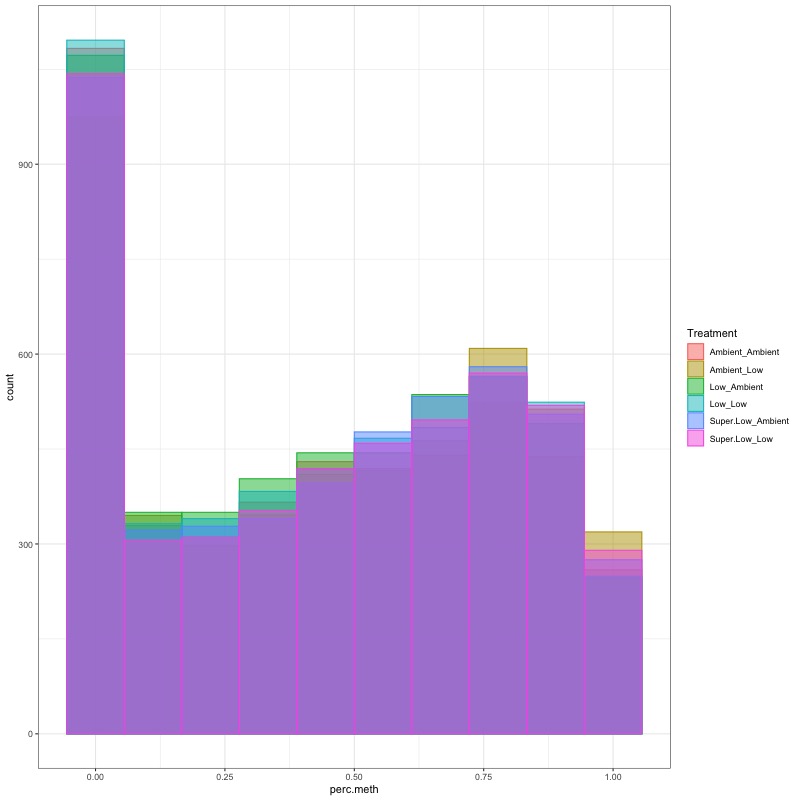 900
600
300
0
count
0.00 0.25 0.50 0.75 1.00
perc.meth
Treatment
Ambient_Ambient
Ambient_Low
Low_Ambient
Low_Low
Super.Low_Ambient
Super.Low_Low